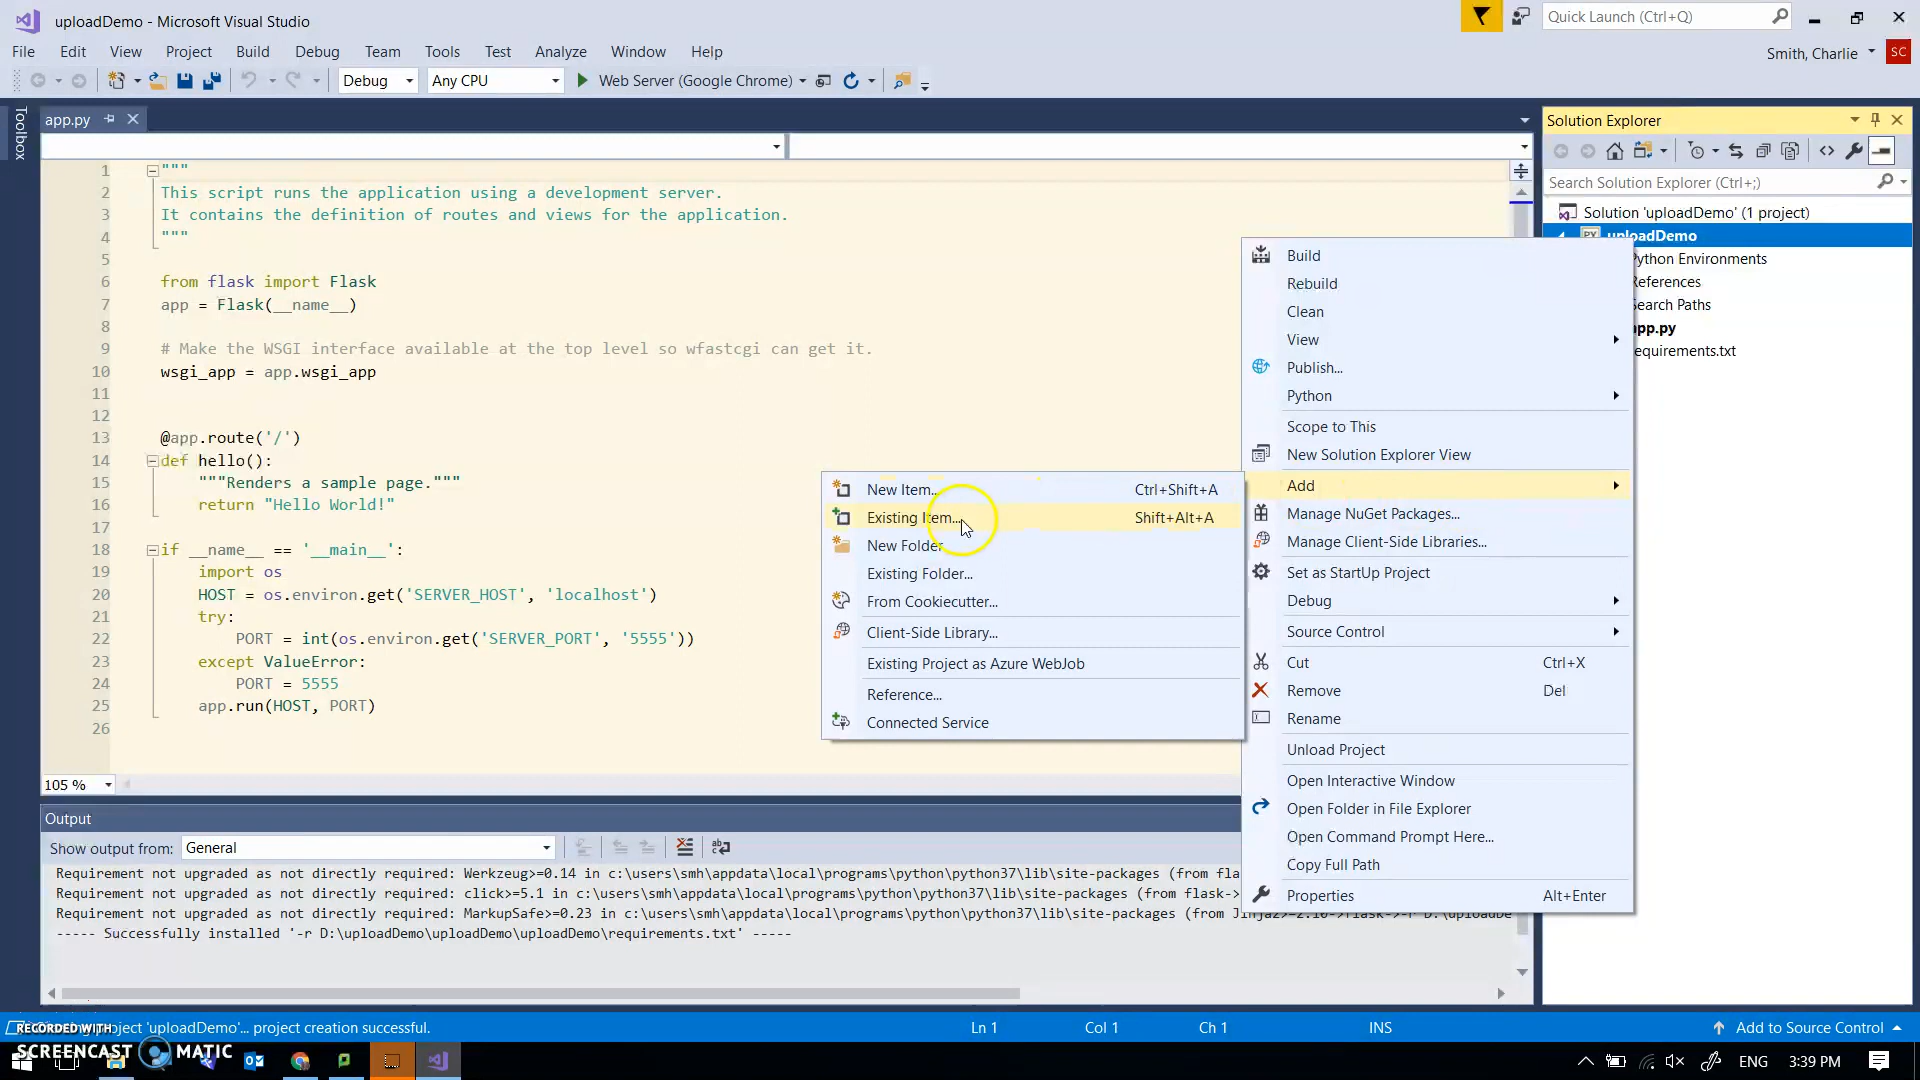 uploadDemo - Microsoft Visual Studio
Quick Launch (Ctrl+Q)
File Edit View Project Build Debug Team Tools Test Analyze Window Help
Smith, Charlie SC
Debug Any CPU Web Server (Google Chrome)
Toolbox
app.py
1 """
2 This script runs the application using a development server.
3 It contains the definition of routes and views for the application.
4 """
5
6 from flask import Flask
7 app = Flask(__name__)
8
9 # Make the WSGI interface available at the top level so wfastcgi can get it.
10 wsgi_app = app.wsgi_app
11
12
13 @app.route('/')
14 def hello():
15 """Renders a sample page."""
16 return "Hello World!"
17
18 if __name__ == '__main__':
19 import os
20 HOST = os.environ.get('SERVER_HOST', 'localhost')
21 try:
22 PORT = int(os.environ.get('SERVER_PORT', '5555'))
23 except ValueError:
24 PORT = 5555
25 app.run(HOST, PORT)
26
105 %
Solution Explorer
Search Solution Explorer (Ctrl+;)
Solution 'uploadDemo' (1 project)
PY uploadDemo
Python Environments
References
Search Paths
app.py
requirements.txt
Build
Rebuild
Clean
View
Publish...
Python
Scope to This
New Solution Explorer View
Add
Manage NuGet Packages...
Manage Client-Side Libraries...
Set as StartUp Project
Debug
Source Control
Cut Ctrl+X
Remove Del
Rename
Unload Project
Open Interactive Window
Open Folder in File Explorer
Open Command Prompt Here...
Copy Full Path
Properties Alt+Enter
New Item... Ctrl+Shift+A
Existing Item... Shift+Alt+A
New Folder
Existing Folder...
From Cookiecutter...
Client-Side Library...
Existing Project as Azure WebJob
Reference...
Connected Service
Output
Show output from: General
Requirement not upgraded as not directly required: Werkzeug>=0.14 in c:\users\smh\appdata\local\programs\python\python37\lib\site-packages (from fla
Requirement not upgraded as not directly required: click>=5.1 in c:\users\smh\appdata\local\programs\python\python37\lib\site-packages (from flask->
Requirement not upgraded as not directly required: MarkupSafe>=0.23 in c:\users\smh\appdata\local\programs\python\python37\lib\site-packages (from Jinja2>=2.10->flask->-r D:\uploadDe
----- Successfully installed '-r D:\uploadDemo\uploadDemo\uploadDemo\requirements.txt' -----
project 'uploadDemo'... project creation successful.
Ln 1 Col 1 Ch 1 INS Add to Source Control
RECORDED WITH
SCREENCAST MATIC
ENG 3:39 PM